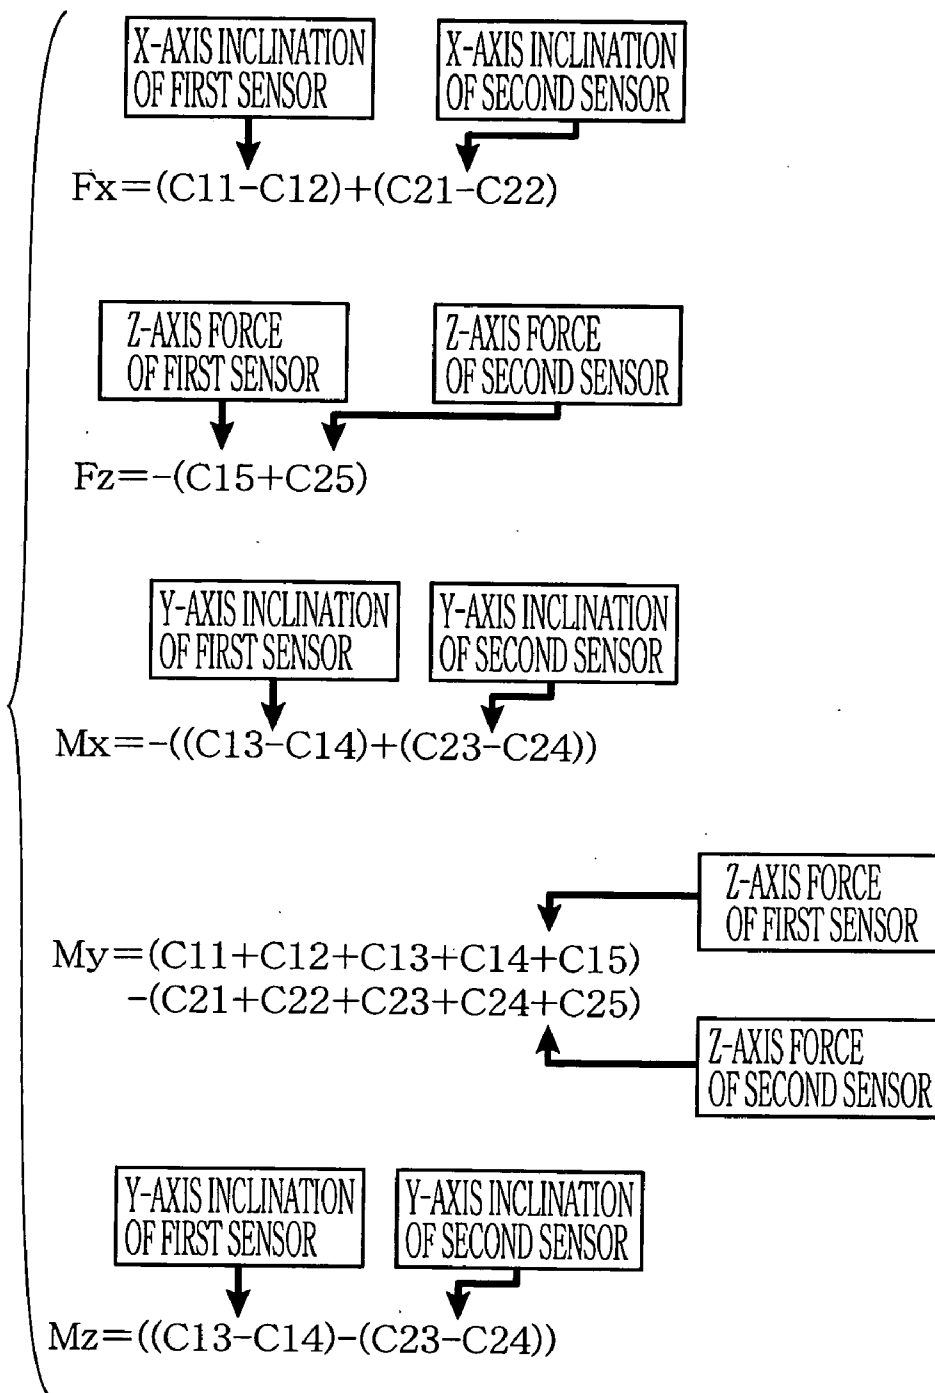 X-AXIS INCLINATION
OF FIRST SENSOR
X-AXIS INCLINATION
OF SECOND SENSOR
Fx=(C11-C12)+(C21-C22)
Z-AXIS FORCE
OF FIRST SENSOR
Z-AXIS FORCE
OF SECOND SENSOR
Fz=-(C15+C25)
Y-AXIS INCLINATION
OF FIRST SENSOR
Y-AXIS INCLINATION
OF SECOND SENSOR
Mx=-((C13-C14)+(C23-C24))
Z-AXIS FORCE
OF FIRST SENSOR
My=(C11+C12+C13+C14+C15)
-(C21+C22+C23+C24+C25)
Z-AXIS FORCE
OF SECOND SENSOR
Y-AXIS INCLINATION
OF FIRST SENSOR
Y-AXIS INCLINATION
OF SECOND SENSOR
Mz=((C13-C14)-(C23-C24))